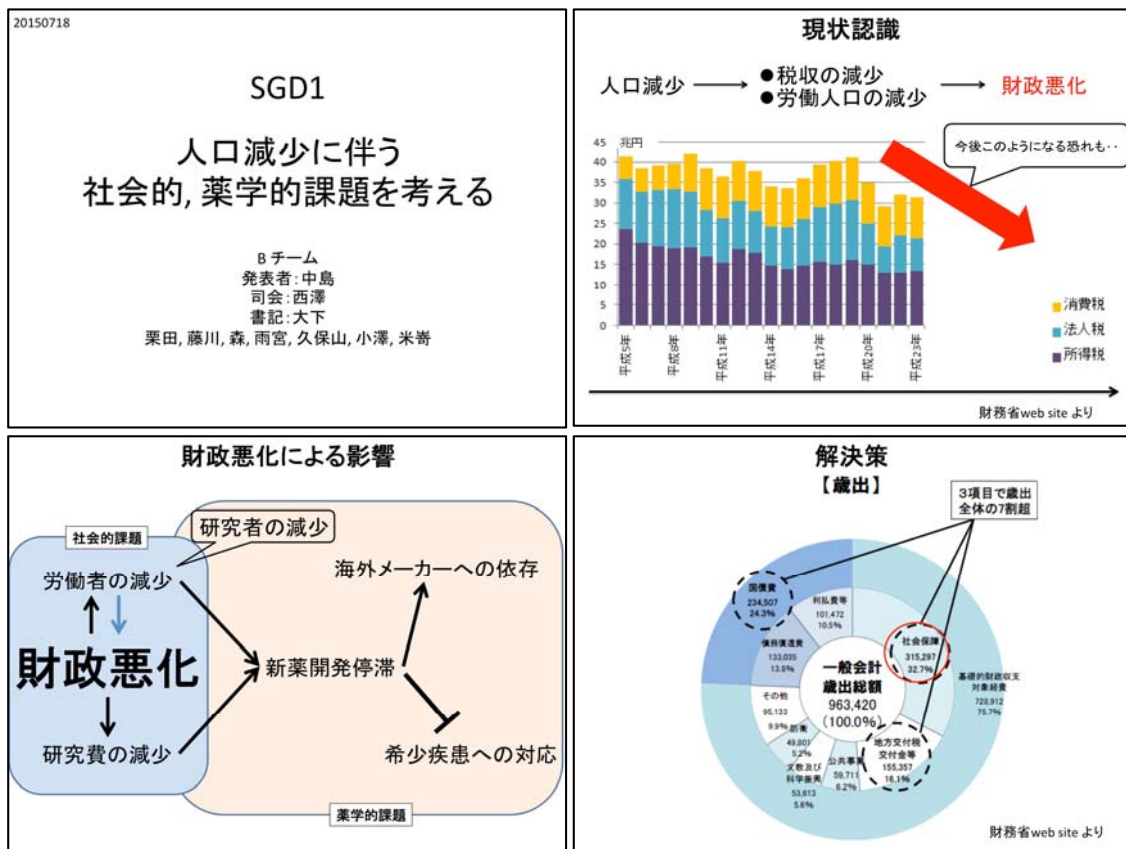 20150718
SGD1
人口減少に伴う
社会的, 薬学的課題を考える
B チーム
発表者：中島
司会：西澤
書記：大下
栗田, 藤川, 森, 雨宮, 久保山, 小澤, 米嵜
現状認識
人口減少
●税収の減少
●労働人口の減少
財政悪化
今後このようになる恐れも‥
兆円
45
40
35
30
25
20
15
10
5
0
平成5年
平成8年
平成11年
平成14年
平成17年
平成20年
平成23年
消費税
法人税
所得税
財務省web site より
財政悪化による影響
社会的課題
研究者の減少
労働者の減少
財政悪化
研究費の減少
新薬開発停滞
海外メーカーへの依存
希少疾患への対応
薬学的課題
解決策
【歳出】
３項目で歳出
全体の7割超
国債費
234,507
24.3%
利払費等
101,472
10.5%
債務償還費
133,035
13.8%
社会保障
315,297
32.7%
一般会計
歳出総額
963,420
(100.0%)
基礎的財政収支
対象経費
728,912
75.7%
その他
95,133
9.9%
防衛
49,801
5.2%
文教及び
科学振興
53,613
5.6%
公共事業
59,711
6.2%
地方交付税
交付金等
155,357
16.1%
財務省web site より